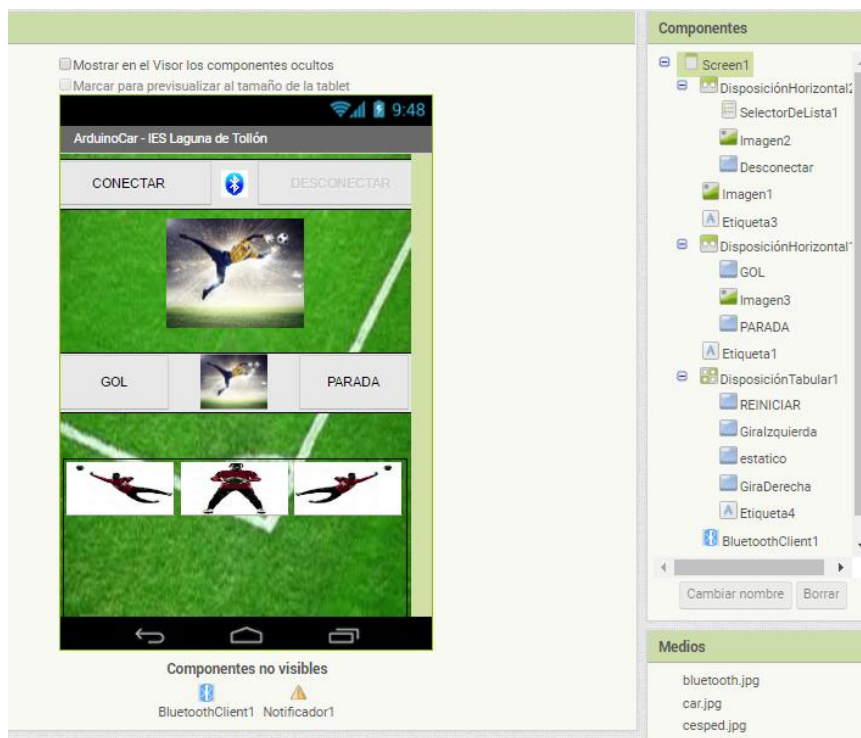 Componentes
Mostrar en el Visor los componentes ocultos
Marcar para previsualizar al tamaño de la tablet
9:48
ArduinoCar - IES Laguna de Tollón
CONECTAR
DESCONECTAR
GOL
PARADA
Componentes no visibles
BluetoothClient1 Notificador1
Screen1
DisposiciónHorizontal2
SelectorDeLista1
Imagen2
Desconectar
Imagen1
A Etiqueta3
DisposiciónHorizontal1
GOL
Imagen3
PARADA
A Etiqueta1
DisposiciónTabular1
REINICIAR
GiraIzquierda
estatico
GiraDerecha
A Etiqueta4
BluetoothClient1
Cambiar nombre Borrar
Medios
bluetooth.jpg
car.jpg
cesped.jpg